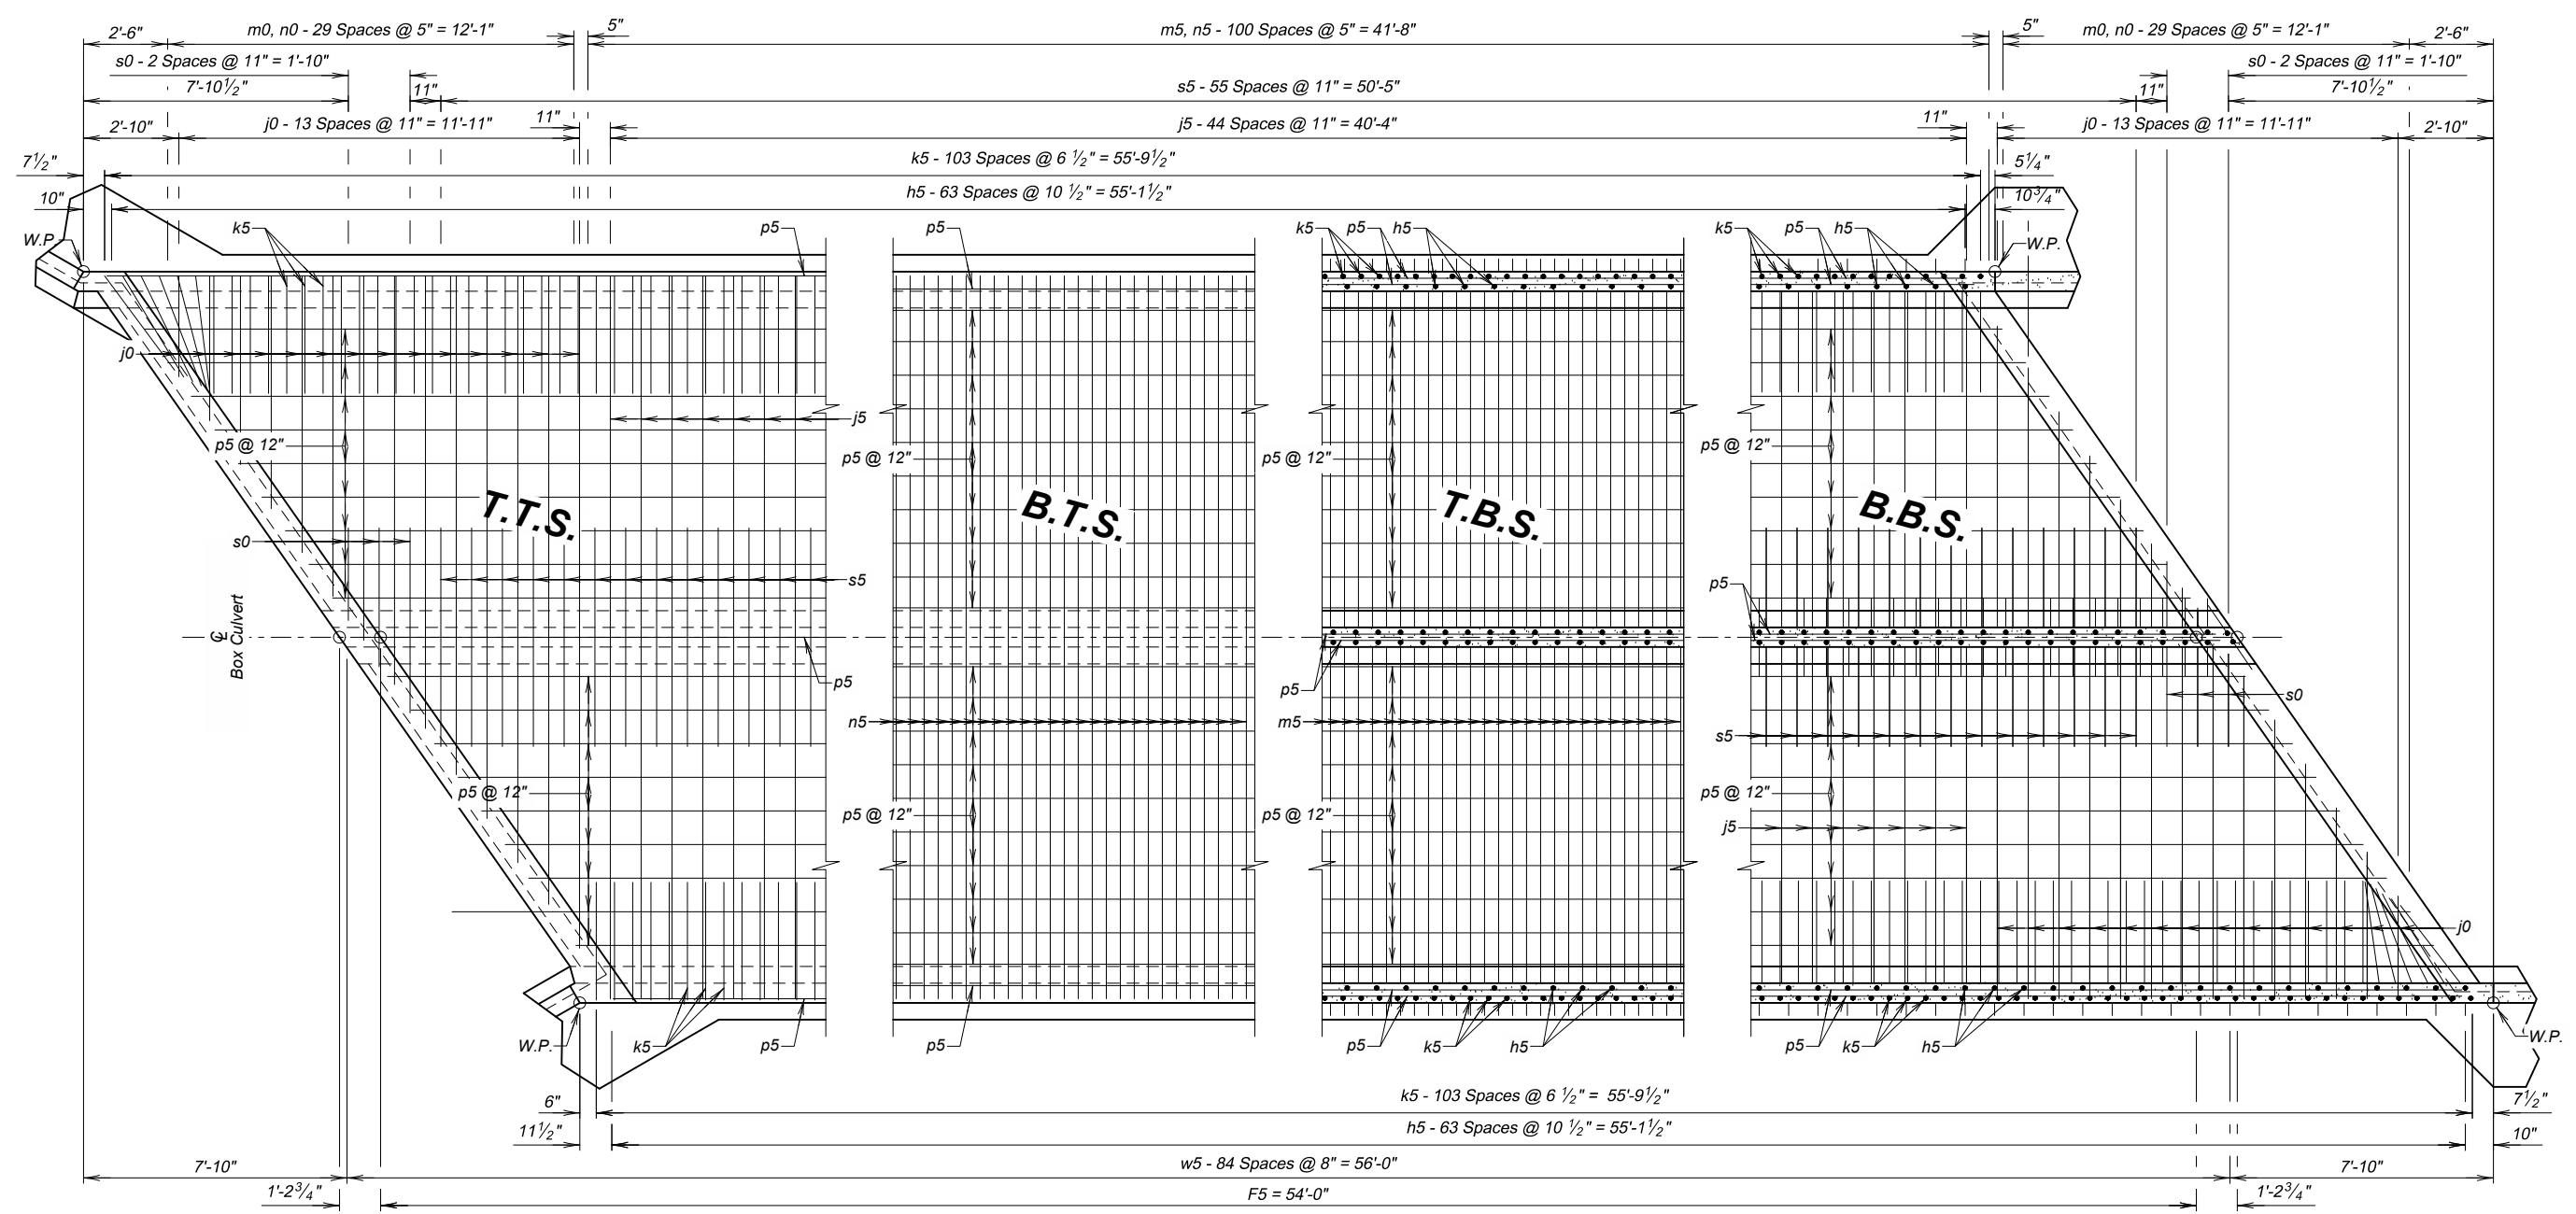 2'-6" m0, n0 - 29 Spaces @ 5" = 12'-1" 5" m5, n5 - 100 Spaces @ 5" = 41'-8" 5" m0, n0 - 29 Spaces @ 5" = 12'-1" 2'-6"
s0 - 2 Spaces @ 11" = 1'-10" s0 - 2 Spaces @ 11" = 1'-10"
7'-10½" 11" s5 - 55 Spaces @ 11" = 50'-5" 11" 7'-10½"
2'-10" j0 - 13 Spaces @ 11" = 11'-11" 11" j5 - 44 Spaces @ 11" = 40'-4" 11" j0 - 13 Spaces @ 11" = 11'-11" 2'-10"
7½" k5 - 103 Spaces @ 6 ½" = 55'-9½" 5¼"
10" h5 - 63 Spaces @ 10 ½" = 55'-1½" 10¾"
W.P. k5 p5 p5 k5 p5 h5 k5 p5 h5 W.P.
j0
j5
p5 @ 12" p5 @ 12" p5 @ 12" p5 @ 12"
T.T.S. B.T.S. T.B.S. B.B.S.
s0
s5 p5
℄ Box Culvert
p5 p5 s0
n5 m5 s5
p5 @ 12" p5 @ 12" p5 @ 12" p5 @ 12"
j5
j0
W.P. k5 p5 p5 p5 k5 h5 p5 k5 h5 W.P.
6" k5 - 103 Spaces @ 6 ½" = 55'-9½" 7½"
11½" h5 - 63 Spaces @ 10 ½" = 55'-1½" 10"
7'-10" w5 - 84 Spaces @ 8" = 56'-0" 7'-10"
1'-2¾" F5 = 54'-0" 1'-2¾"